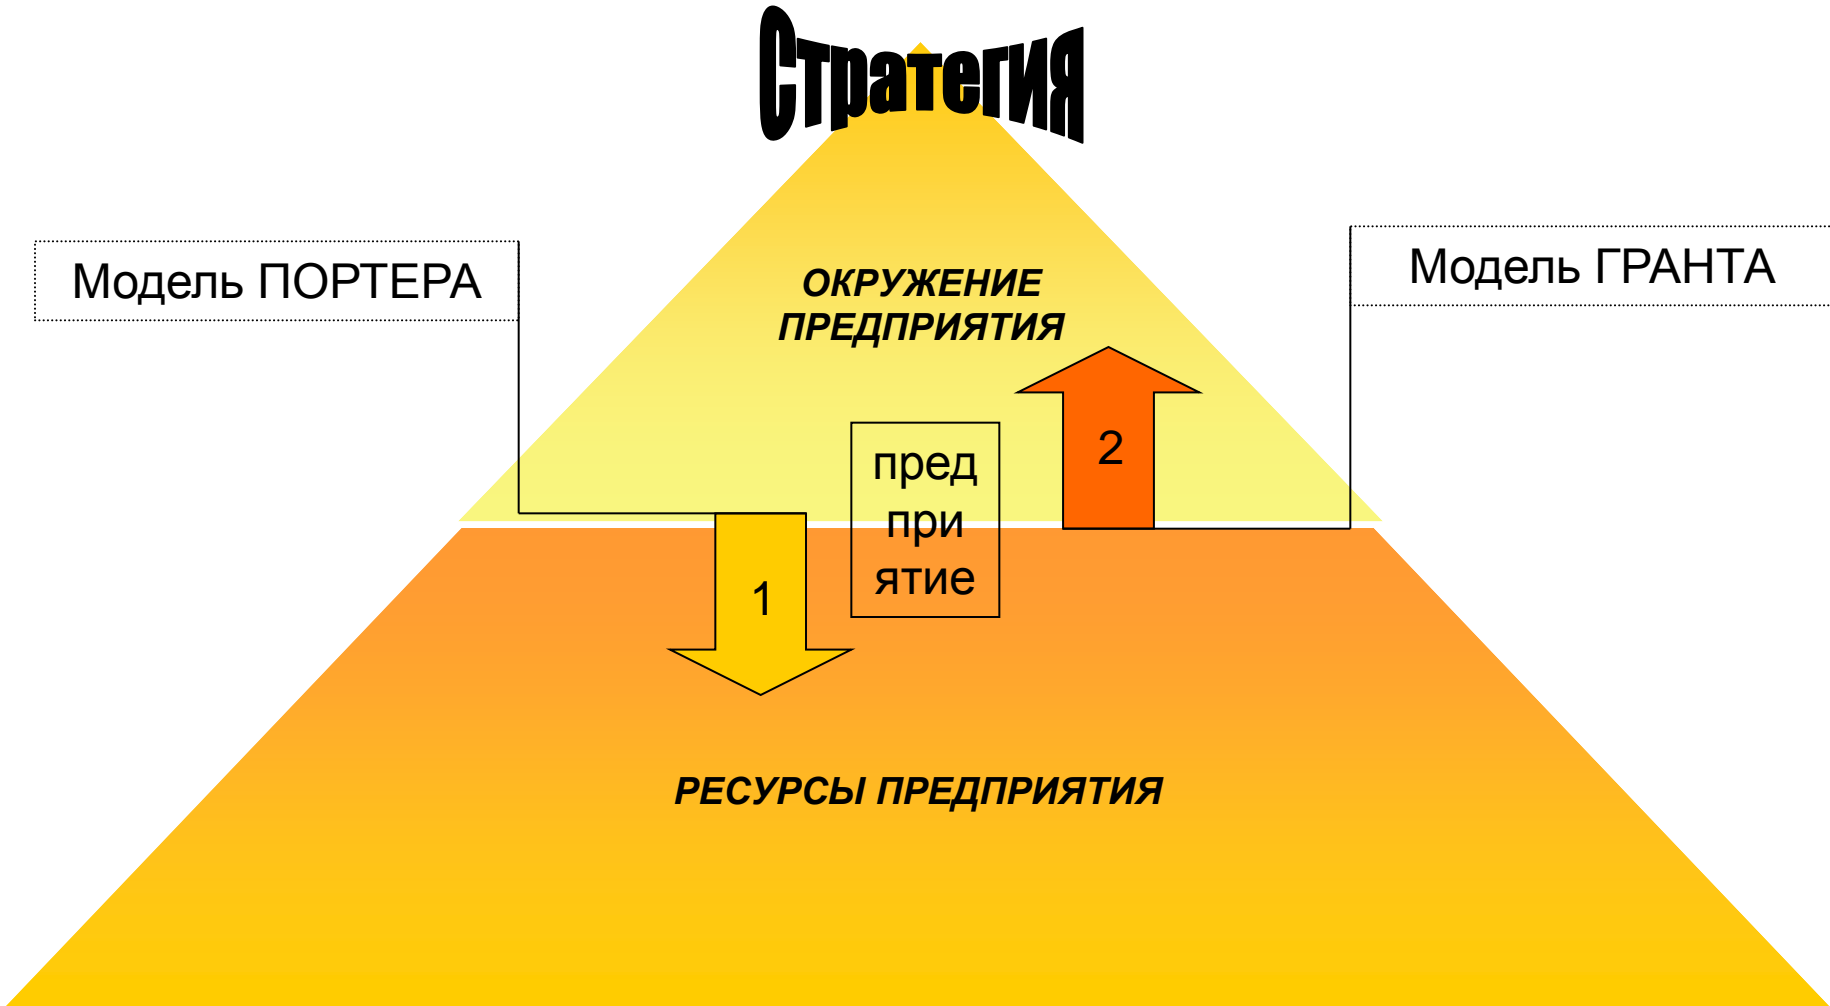 Стратегия
Модель ПОРТЕРА
Модель ГРАНТА
ОКРУЖЕНИЕ
ПРЕДПРИЯТИЯ
2
пред
при
ятие
1
РЕСУРСЫ ПРЕДПРИЯТИЯ